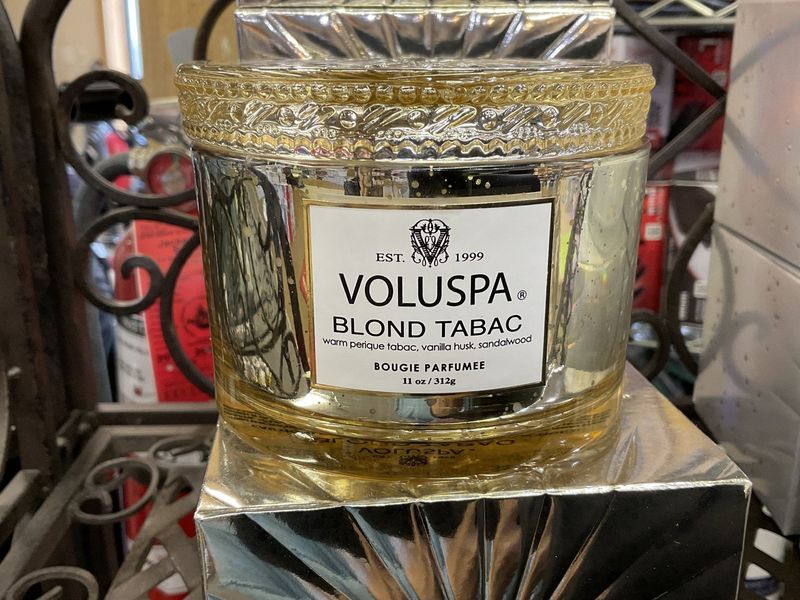 EST. 1999
VOLUSPA®
BLOND TABAC
warm perique tabac, vanilla husk, sandalwood
BOUGIE PARFUMEE
11 oz / 312g